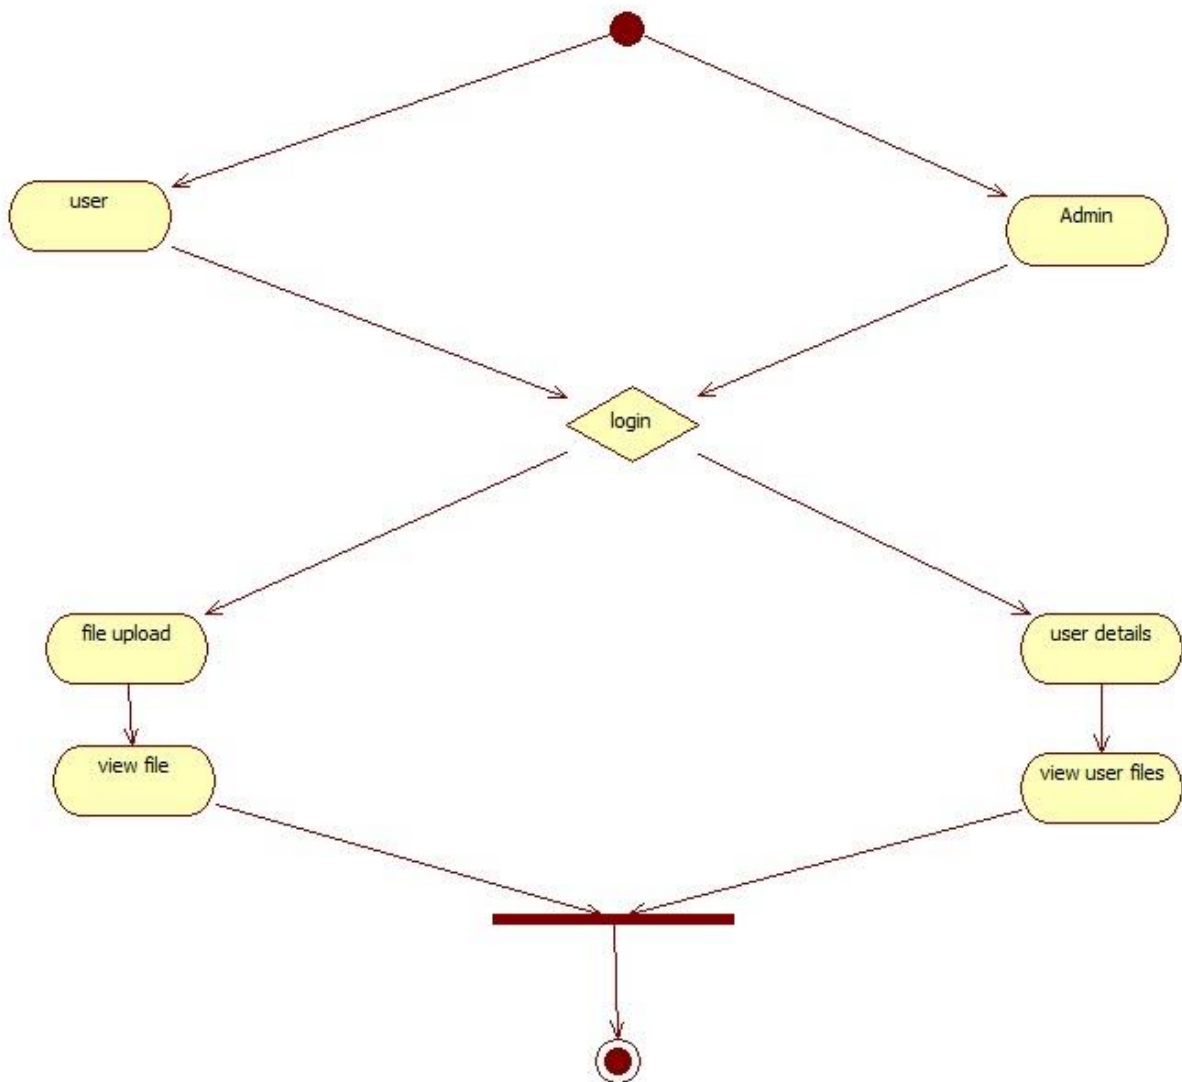 user
Admin
login
file upload
user details
view file
view user files